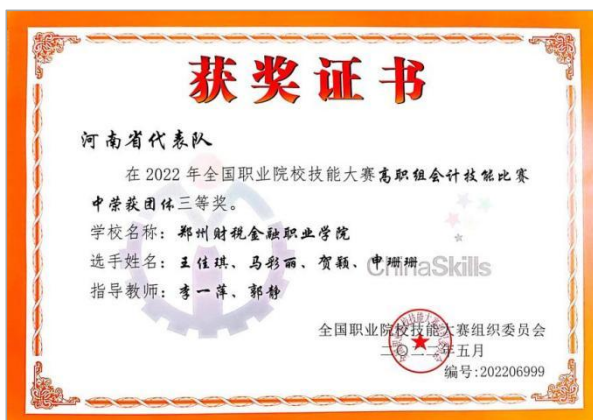 获奖证书
河南省代表队
在2022年全国职业院校技能大赛高职组会计技能比赛
中荣获团体三等奖。
学校名称：郑州财税金融职业学院
选手姓名：王佳琪、马彩丽、贺颖、申珊珊
ChinaSkills
指导教师：李一萍、郭静
全国职业院校技能大赛组织委员会
二〇二二年五月
编号:202206999